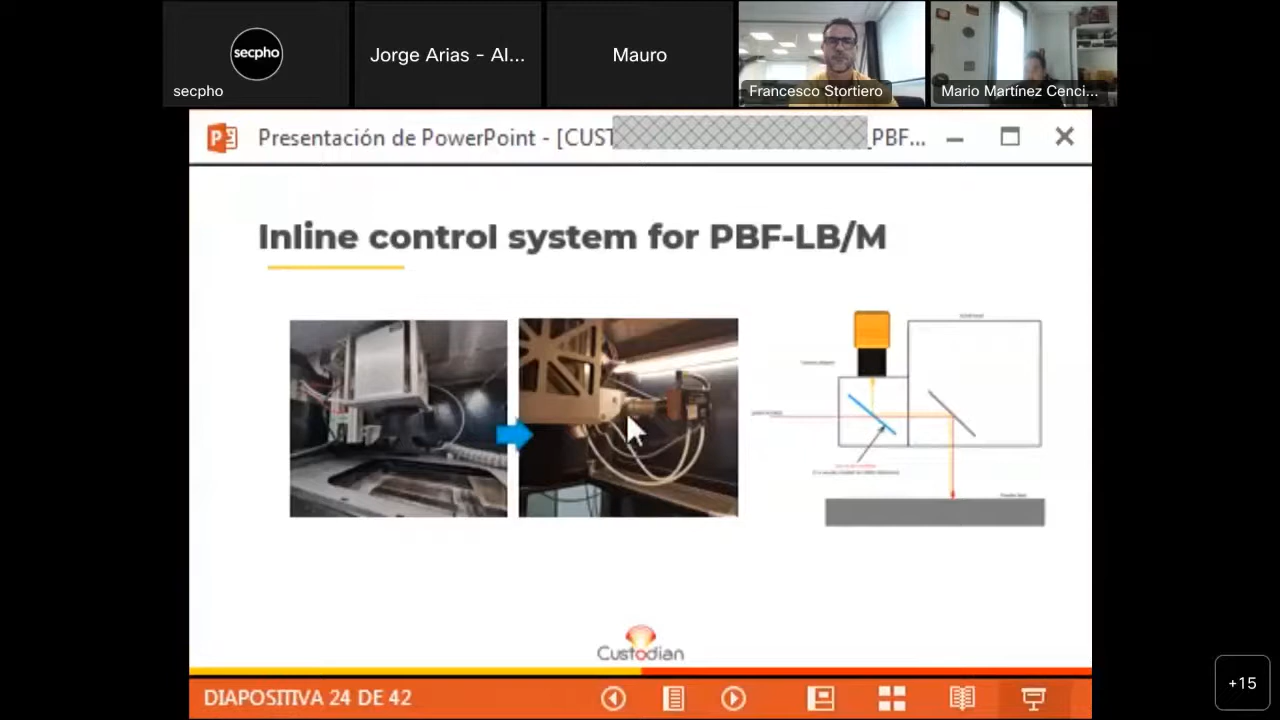 secpho
secpho
Jorge Arias - Al...
Mauro
Francesco Stortiero
Mario Martínez Cenci...
Presentación de PowerPoint - [CUST
_PBF...
Inline control system for PBF-LB/M
Custodian
DIAPOSITIVA 24 DE 42
+15